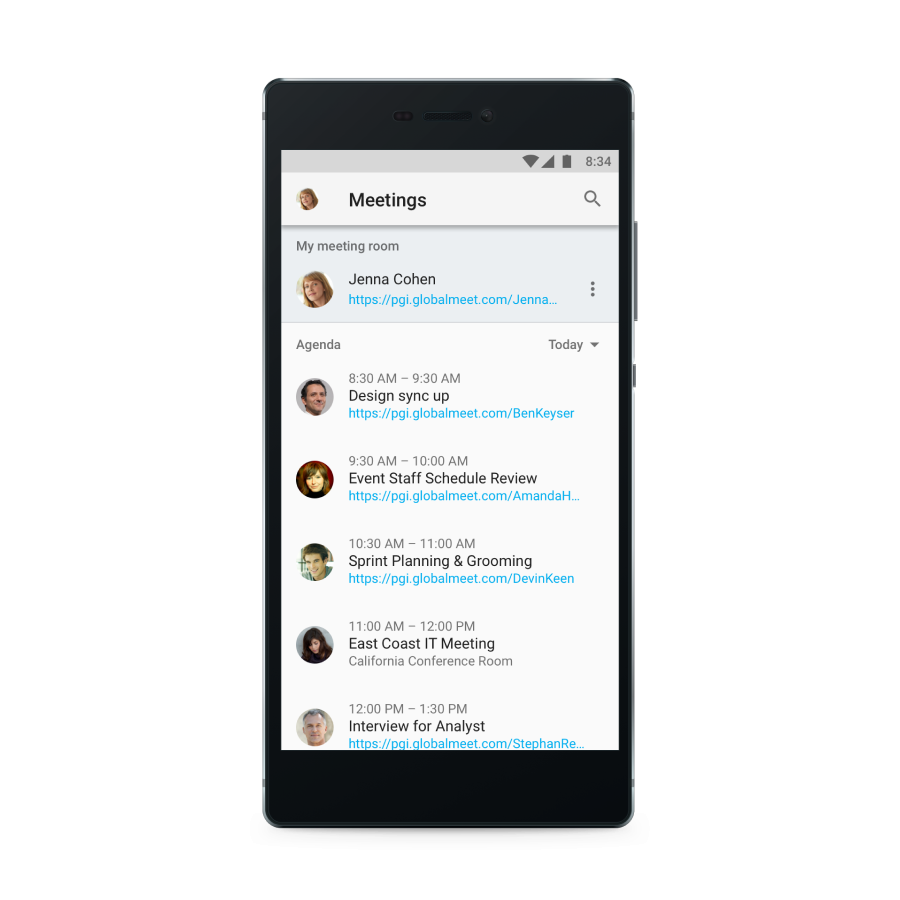 8:34
Meetings
My meeting room
Jenna Cohen
https://pgi.globalmeet.com/Jenna...
Agenda
Today
8:30 AM – 9:30 AM
Design sync up
https://pgi.globalmeet.com/BenKeyser
9:30 AM – 10:00 AM
Event Staff Schedule Review
https://pgi.globalmeet.com/AmandaH...
10:30 AM – 11:00 AM
Sprint Planning & Grooming
https://pgi.globalmeet.com/DevinKeen
11:00 AM – 12:00 PM
East Coast IT Meeting
California Conference Room
12:00 PM – 1:30 PM
Interview for Analyst
https://pgi.globalmeet.com/StephanRe...